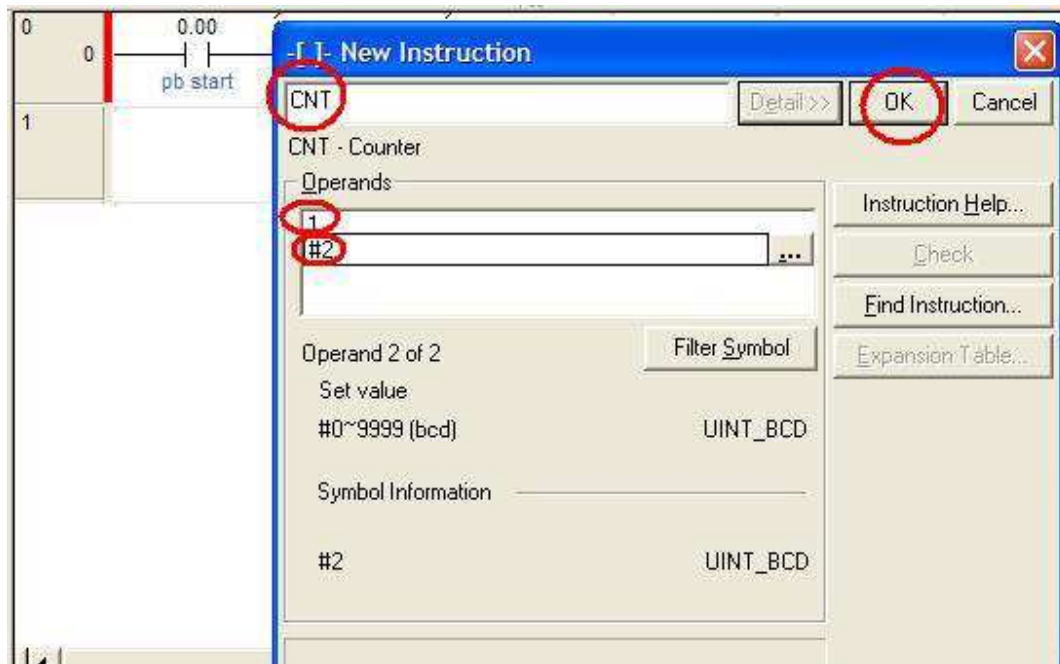 0
0
0.00
pb start
1
-[ ]- New Instruction
CNT
Detail >>
OK
Cancel
CNT - Counter
Operands
1
#2
...
Instruction Help...
Check
Find Instruction...
Expansion Table...
Operand 2 of 2
Filter Symbol
Set value
#0~9999 (bcd)
UINT_BCD
Symbol Information
#2
UINT_BCD